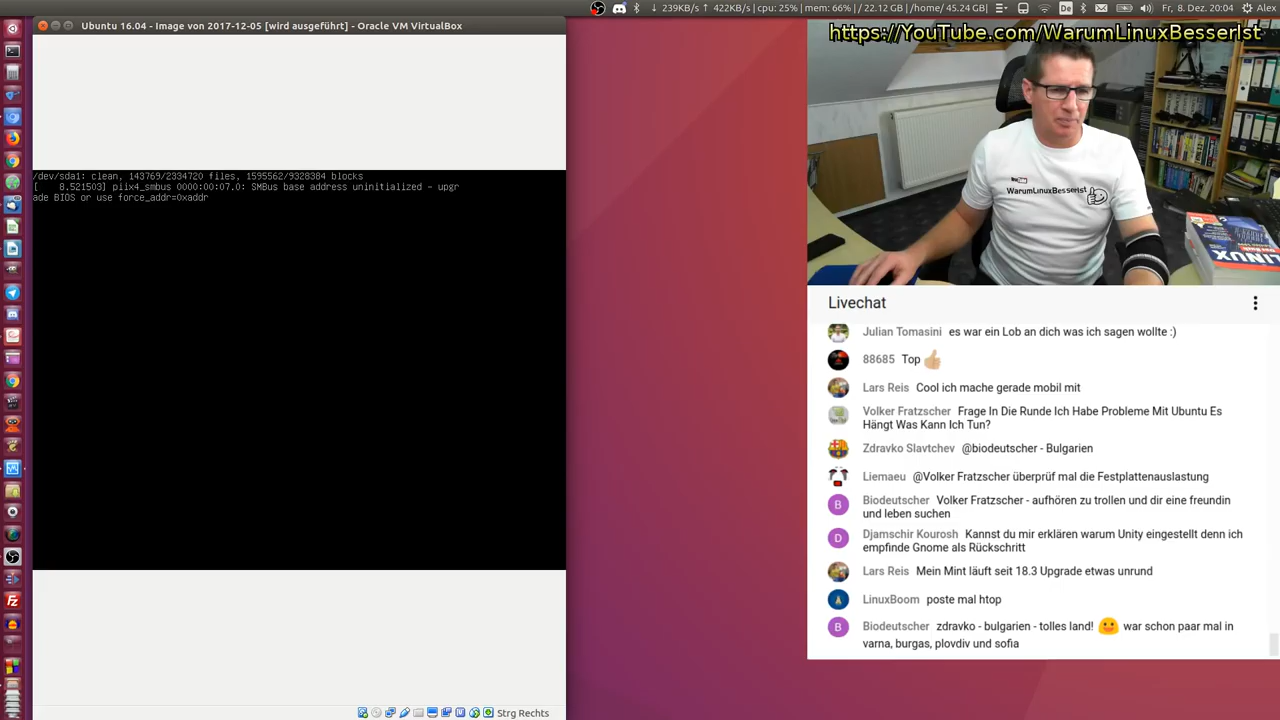 Ubuntu 16.04 - Image von 2017-12-05 [wird ausgeführt] - Oracle VM VirtualBox
239KB/s 422KB/s | cpu: 25% | mem: 66% | / 22.12 GB | /home/ 45.24 GB
De
Fr, 8. Dez, 20:04
Alex
https://YouTube.com/WarumLinuxBesserIst
/dev/sda1: clean, 143769/2334720 files, 1595562/9328384 blocks
[    8.521503] piix4_smbus 0000:00:07.0: SMBus base address uninitialized - upgr
ade BIOS or use force_addr=0xaddr
WarumLinuxBesserIst
LINUX
Livechat
Julian Tomasini es war ein Lob an dich was ich sagen wollte :)
88685 Top
Lars Reis Cool ich mache gerade mobil mit
Volker Fratzscher Frage In Die Runde Ich Habe Probleme Mit Ubuntu Es
Hängt Was Kann Ich Tun?
Zdravko Slavtchev @biodeutscher - Bulgarien
Liemaeu @Volker Fratzscher überprüf mal die Festplattenauslastung
B
Biodeutscher Volker Fratzscher - aufhören zu trollen und dir eine freundin
und leben suchen
D
Djamschir Kourosh Kannst du mir erklären warum Unity eingestellt denn ich
empfinde Gnome als Rückschritt
Lars Reis Mein Mint läuft seit 18.3 Upgrade etwas unrund
LinuxBoom poste mal htop
B
Biodeutscher zdravko - bulgarien - tolles land! war schon paar mal in
varna, burgas, plovdiv und sofia
Strg Rechts